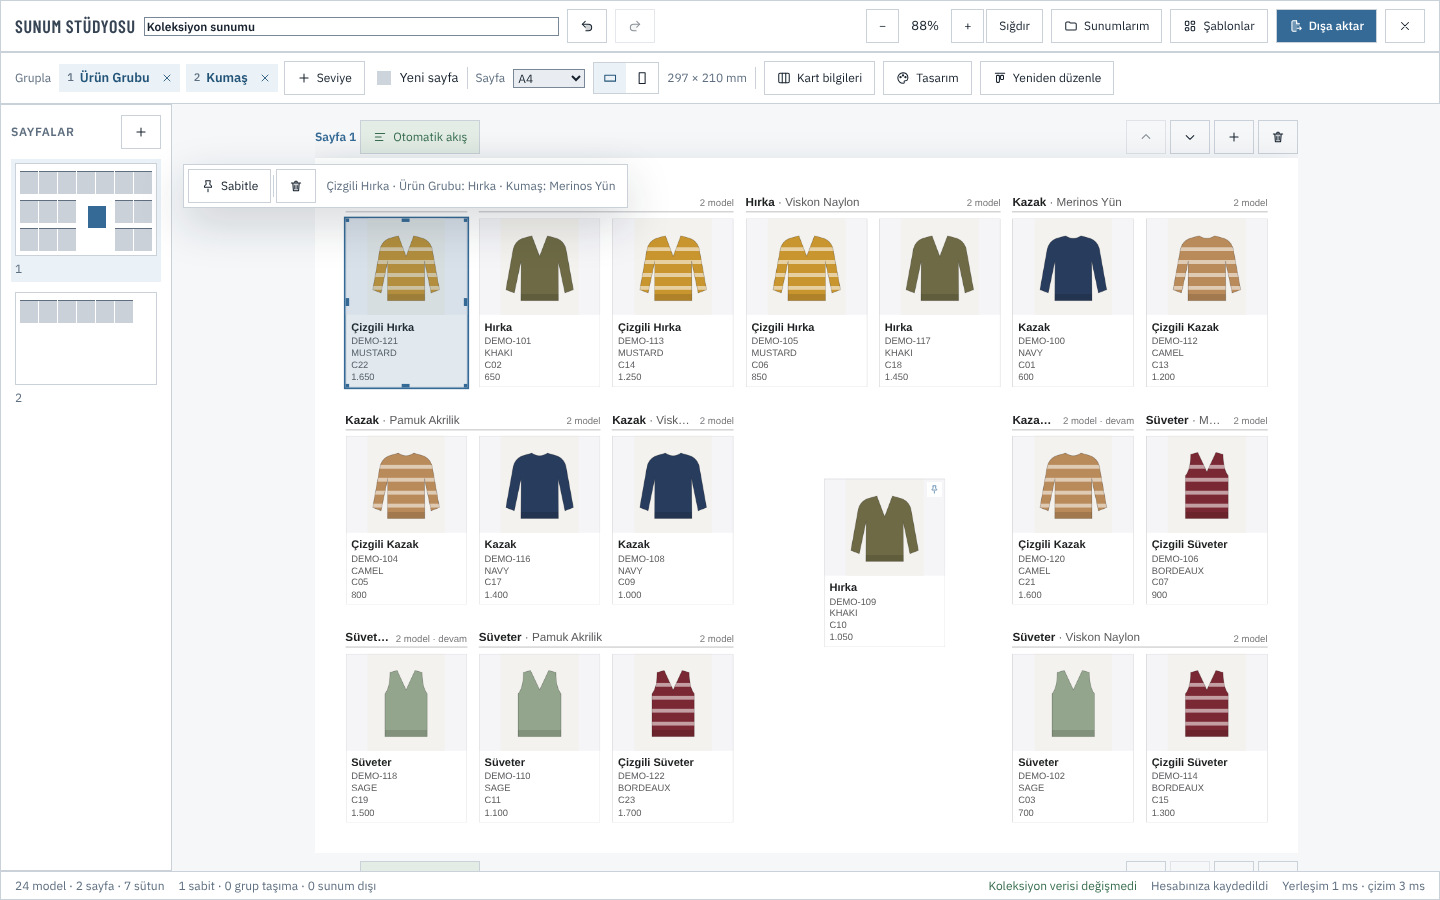 SUNUM STÜDYOSU
Koleksiyon sunumu
−
88%
+
Sığdır
Sunumlarım
Şablonlar
Dışa aktar
Grupla
1 Ürün Grubu ×
2 Kumaş ×
+ Seviye
Yeni sayfa
Sayfa
A4
297 × 210 mm
Kart bilgileri
Tasarım
Yeniden düzenle
SAYFALAR
+
1
2
Sayfa 1
Otomatik akış
Sabitle
Çizgili Hırka · Ürün Grubu: Hırka · Kumaş: Merinos Yün
2 model
Hırka · Viskon Naylon
2 model
Kazak · Merinos Yün
2 model
Çizgili Hırka
DEMO-121
MUSTARD
C22
1.650
Hırka
DEMO-101
KHAKI
C02
650
Çizgili Hırka
DEMO-113
MUSTARD
C14
1.250
Çizgili Hırka
DEMO-105
MUSTARD
C06
850
Hırka
DEMO-117
KHAKI
C18
1.450
Kazak
DEMO-100
NAVY
C01
600
Çizgili Kazak
DEMO-112
CAMEL
C13
1.200
Kazak · Pamuk Akrilik
2 model
Kazak · Visk...
2 model
Kaza...
2 model · devam
Süveter · M...
2 model
Çizgili Kazak
DEMO-104
CAMEL
C05
800
Kazak
DEMO-116
NAVY
C17
1.400
Kazak
DEMO-108
NAVY
C09
1.000
Hırka
DEMO-109
KHAKI
C10
1.050
Çizgili Kazak
DEMO-120
CAMEL
C21
1.600
Çizgili Süveter
DEMO-106
BORDEAUX
C07
900
Süvet...
2 model · devam
Süveter · Pamuk Akrilik
2 model
Süveter · Viskon Naylon
2 model
Süveter
DEMO-118
SAGE
C19
1.500
Süveter
DEMO-110
SAGE
C11
1.100
Çizgili Süveter
DEMO-122
BORDEAUX
C23
1.700
Süveter
DEMO-102
SAGE
C03
700
Çizgili Süveter
DEMO-114
BORDEAUX
C15
1.300
24 model · 2 sayfa · 7 sütun
1 sabit · 0 grup taşıma · 0 sunum dışı
Koleksiyon verisi değişmedi
Hesabınıza kaydedildi
Yerleşim 1 ms · çizim 3 ms